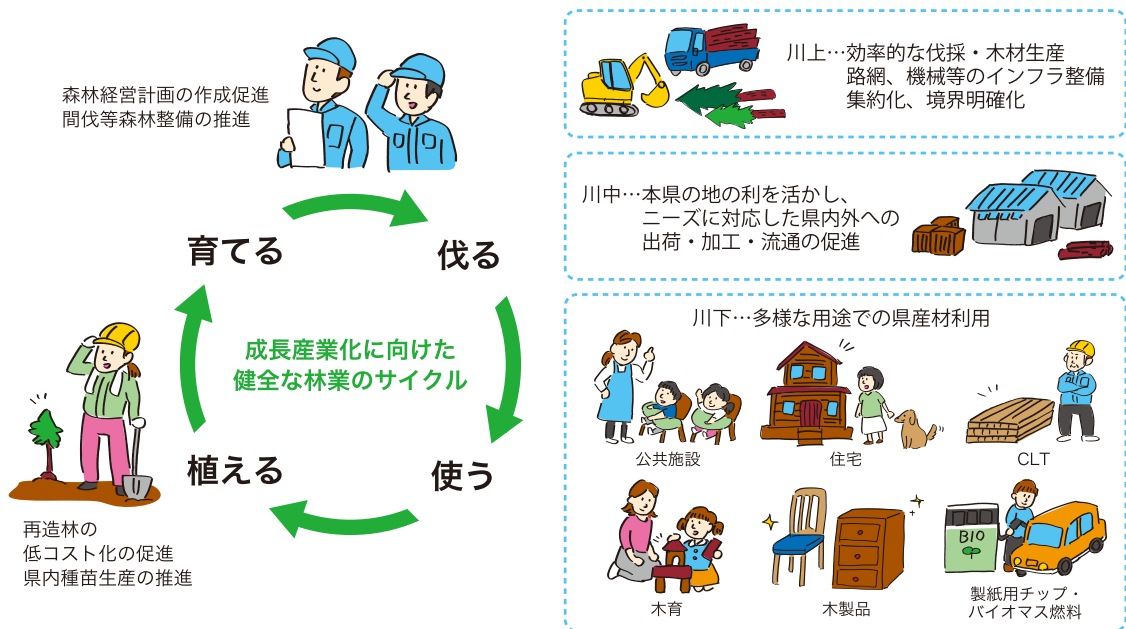 森林経営計画の作成促進
間伐等森林整備の推進
育てる
伐る
成長産業化に向けた
健全な林業のサイクル
植える
使う
再造林の
低コスト化の促進
県内種苗生産の推進
川上…効率的な伐採・木材生産
路網、機械等のインフラ整備
集約化、境界明確化
川中…本県の地の利を活かし、
ニーズに対応した県内外への
出荷・加工・流通の促進
川下…多様な用途での県産材利用
公共施設
住宅
CLT
木育
木製品
BIO
製紙用チップ・
バイオマス燃料